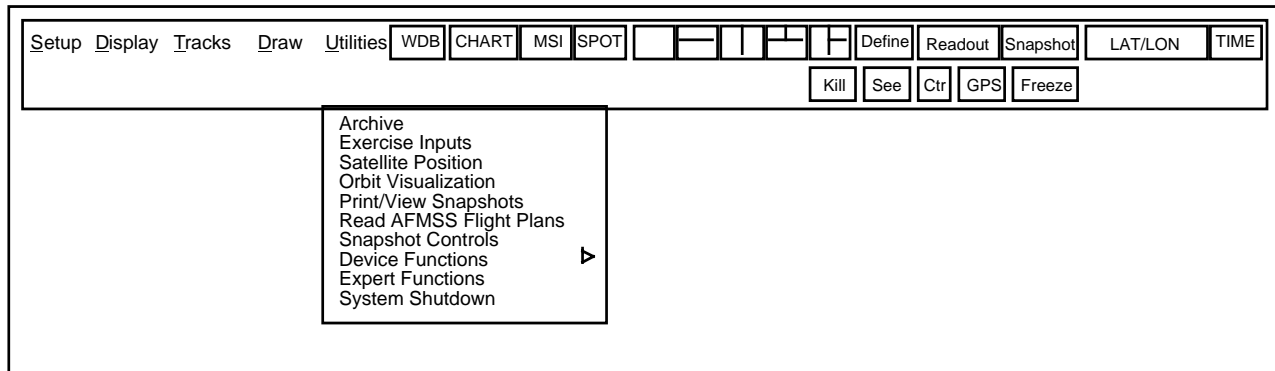 Setup Display Tracks Draw Utilities WDB CHART MSI SPOT Define Readout Snapshot LAT/LON TIME
Kill See Ctr GPS Freeze
Archive
Exercise Inputs
Satellite Position
Orbit Visualization
Print/View Snapshots
Read AFMSS Flight Plans
Snapshot Controls
Device Functions
Expert Functions
System Shutdown